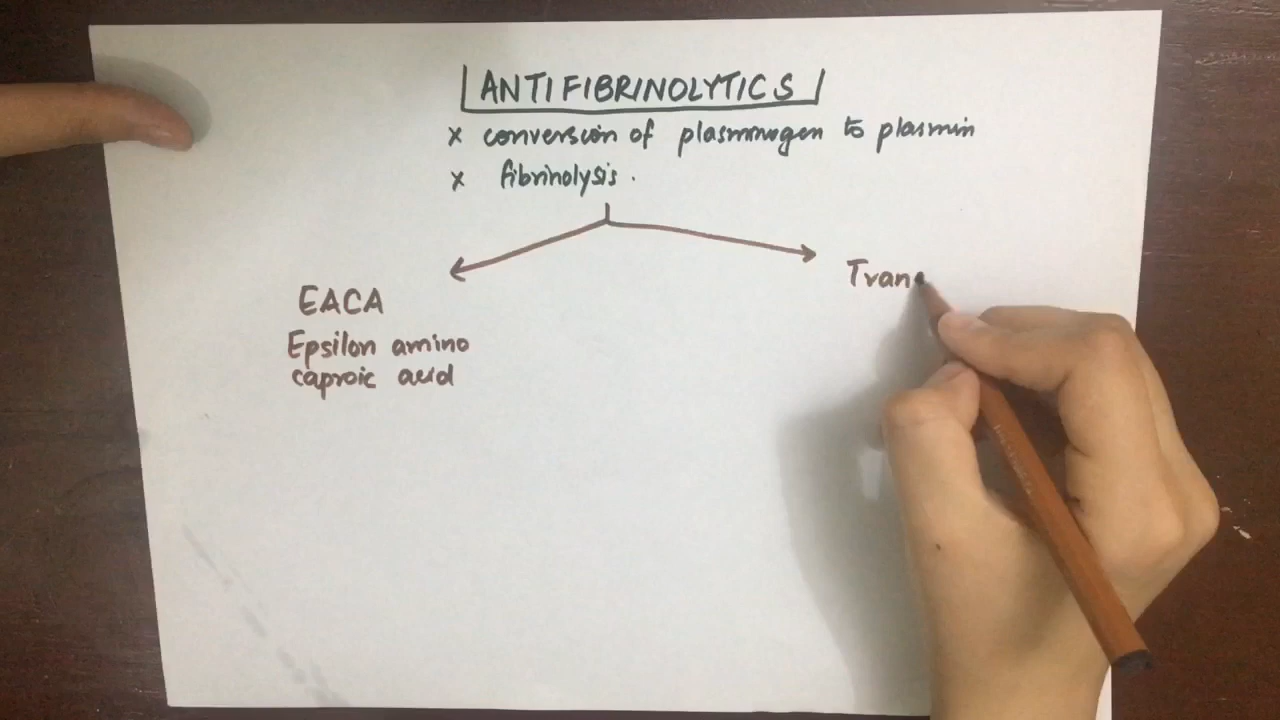 ANTIFIBRINOLYTICS
x conversion of plasminogen to plasmin
x fibrinolysis.
EACA
Epsilon amino
caproic acid
Tran